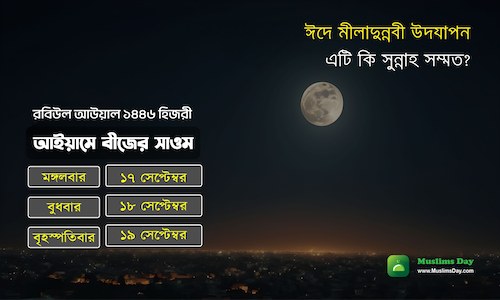 ঈদে মীলাদুন্নবী উদযাপন
এটি কি সুন্নাহ সম্মত?
রবিউল আউয়াল ১৪৪৬ হিজরী
আইয়ামে বীজের সাওম
মঙ্গলবার ১৭ সেপ্টেম্বর
বুধবার ১৮ সেপ্টেম্বর
বৃহস্পতিবার ১৯ সেপ্টেম্বর
Muslims Day
www.MuslimsDay.com